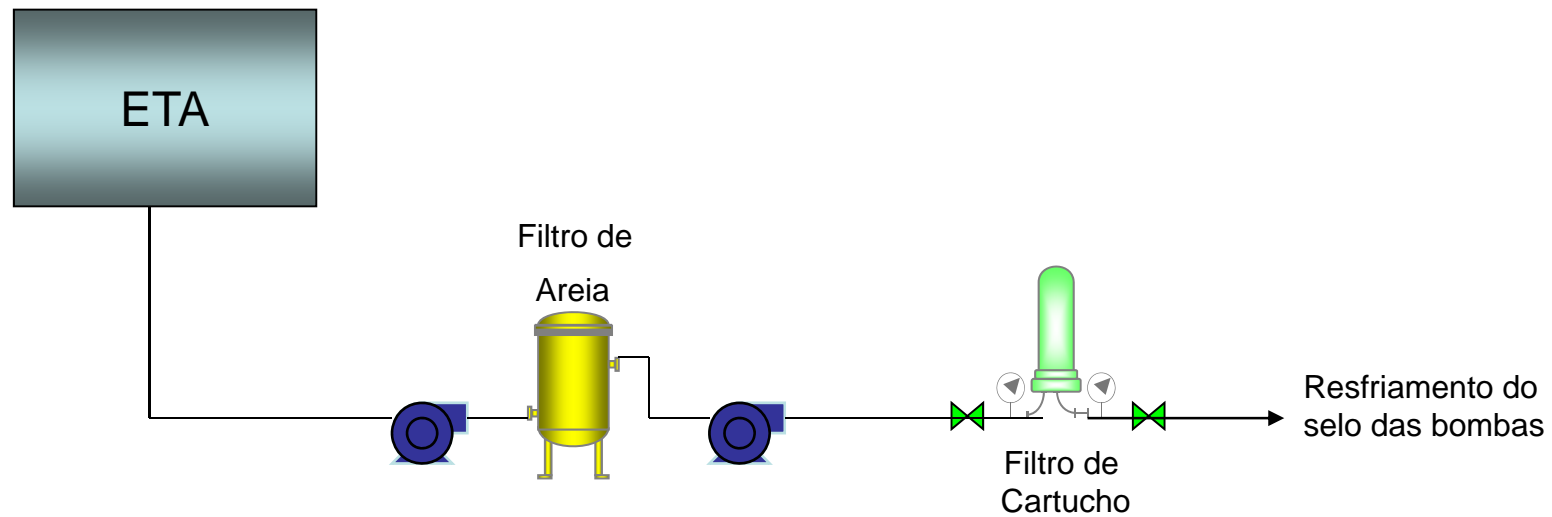 ETA
Filtro de
Areia
Resfriamento do
selo das bombas
Filtro de
Cartucho